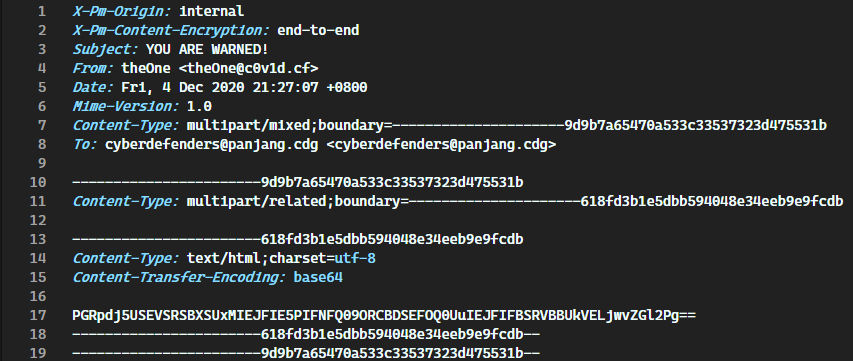 1 X-Pm-Origin: internal
2 X-Pm-Content-Encryption: end-to-end
3 Subject: YOU ARE WARNED!
4 From: theOne <theOne@c0v1d.cf>
5 Date: Fri, 4 Dec 2020 21:27:07 +0800
6 Mime-Version: 1.0
7 Content-Type: multipart/mixed;boundary=---------------------9d9b7a65470a533c33537323d475531b
8 To: cyberdefenders@panjang.cdg <cyberdefenders@panjang.cdg>
9
10 -----------------------9d9b7a65470a533c33537323d475531b
11 Content-Type: multipart/related;boundary=---------------------618fd3b1e5dbb594048e34eeb9e9fcdb
12
13 -----------------------618fd3b1e5dbb594048e34eeb9e9fcdb
14 Content-Type: text/html;charset=utf-8
15 Content-Transfer-Encoding: base64
16
17 PGRpdj5USEVSRSBXSUxMIEJFIE5PIFNFQ09ORCBDSEFOQ0UuIEJFIFBSRVBBUkVELjwvZGl2Pg==
18 -----------------------618fd3b1e5dbb594048e34eeb9e9fcdb--
19 -----------------------9d9b7a65470a533c33537323d475531b--